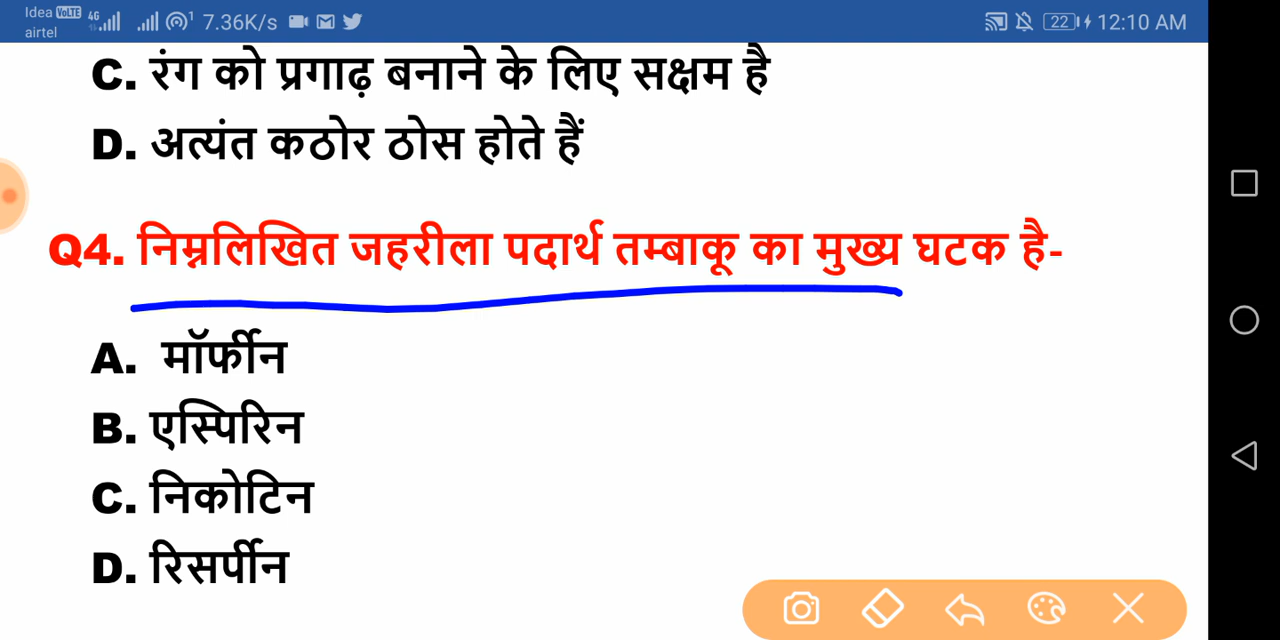 Idea VoLTE 4G 1 7.36K/s 22 12:10 AM
airtel
C. रंग को प्रगाढ़ बनाने के लिए सक्षम है
D. अत्यंत कठोर ठोस होते हैं
Q4. निम्नलिखित जहरीला पदार्थ तम्बाकू का मुख्य घटक है-
A. मॉर्फीन
B. एस्पिरिन
C. निकोटिन
D. रिसर्पीन